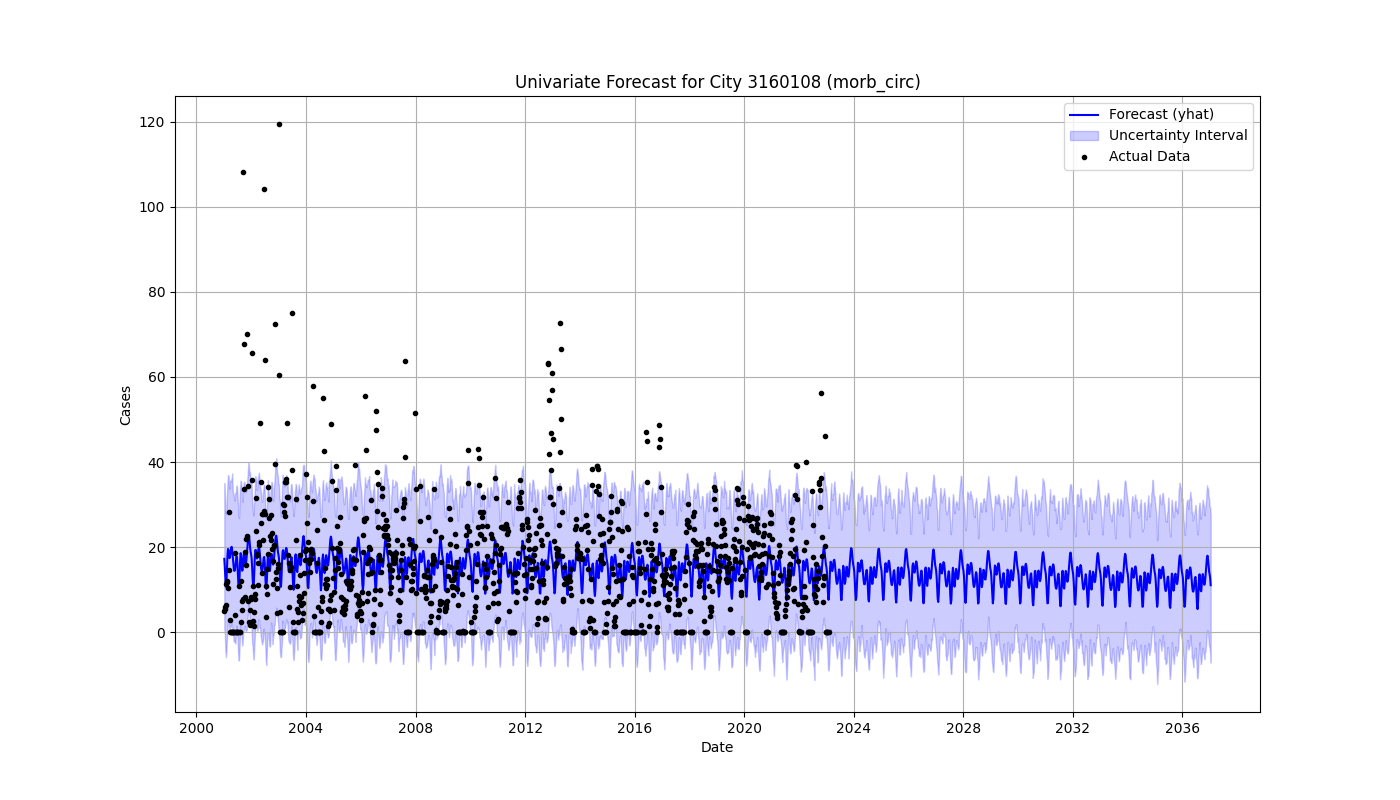 Univariate Forecast for City 3160108 (morb_circ)
Forecast (yhat)
Uncertainty Interval
Actual Data
120
100
80
60
40
20
0
Cases
2000 2004 2008 2012 2016 2020 2024 2028 2032 2036
Date